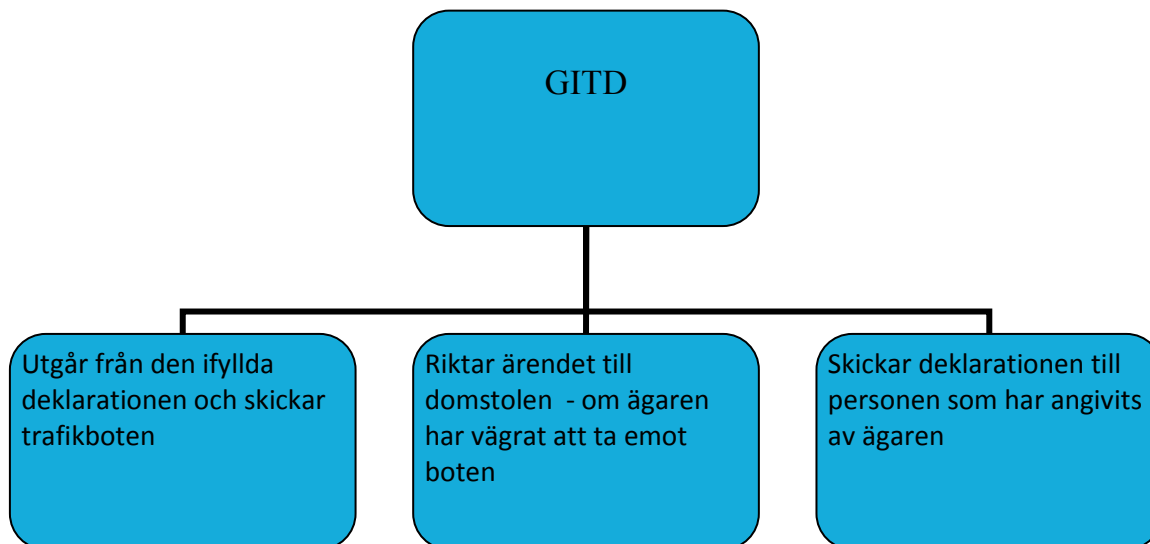 GITD
Utgår från den ifyllda
deklarationen och skickar
trafikboten
Riktar ärendet till
domstolen - om ägaren
har vägrat att ta emot
boten
Skickar deklarationen till
personen som har angivits
av ägaren